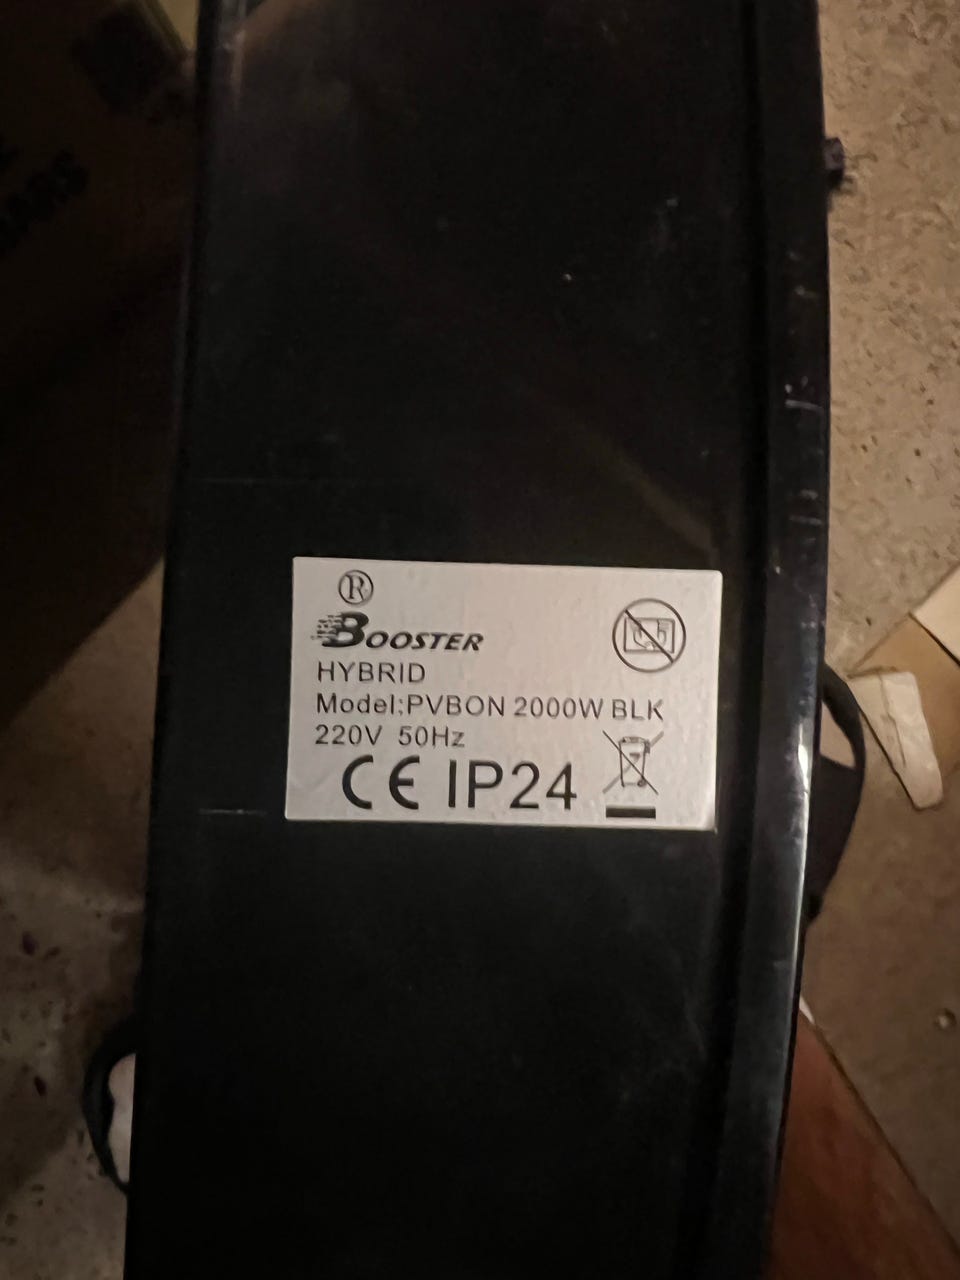 ®
BOOSTER
HYBRID
Model:PVBON 2000W BLK
220V 50Hz
CE IP24